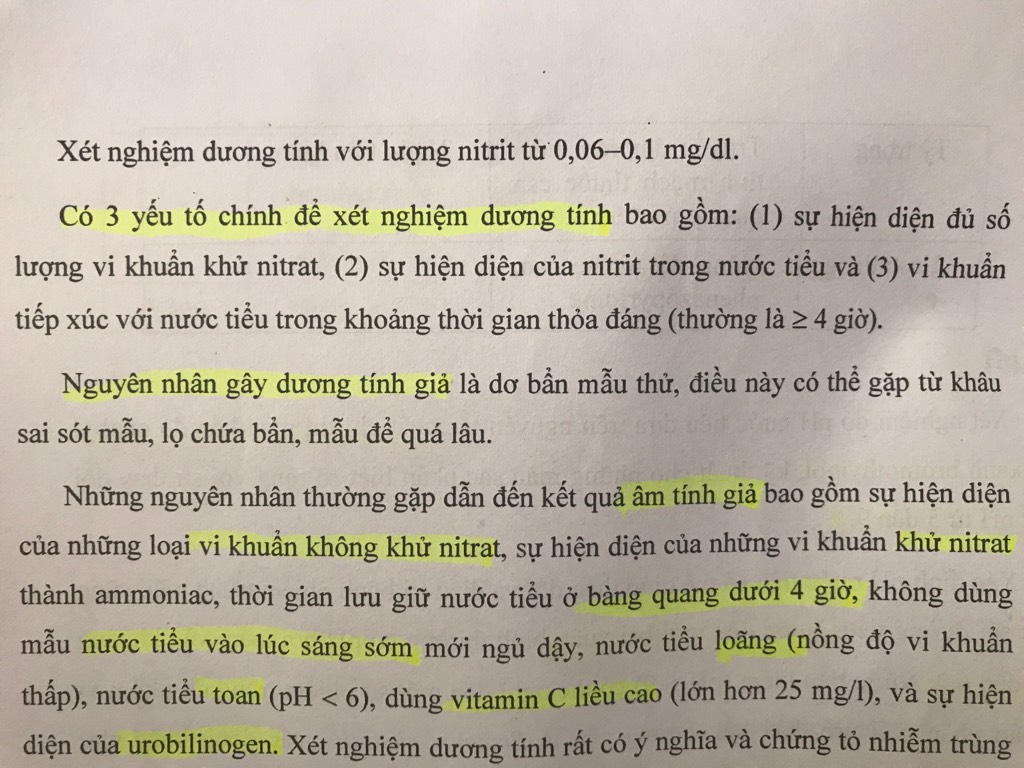 Xét nghiệm dương tính với lượng nitrit từ 0,06–0,1 mg/dl.
Có 3 yếu tố chính để xét nghiệm dương tính bao gồm: (1) sự hiện diện đủ số
lượng vi khuẩn khử nitrat, (2) sự hiện diện của nitrit trong nước tiểu và (3) vi khuẩn
tiếp xúc với nước tiểu trong khoảng thời gian thỏa đáng (thường là ≥ 4 giờ).
Nguyên nhân gây dương tính giả là dơ bẩn mẫu thử, điều này có thể gặp từ khâu
sai sót mẫu, lọ chứa bẩn, mẫu để quá lâu.
Những nguyên nhân thường gặp dẫn đến kết quả âm tính giả bao gồm sự hiện diện
của những loại vi khuẩn không khử nitrat, sự hiện diện của những vi khuẩn khử nitrat
thành ammoniac, thời gian lưu giữ nước tiểu ở bàng quang dưới 4 giờ, không dùng
mẫu nước tiểu vào lúc sáng sớm mới ngủ dậy, nước tiểu loãng (nồng độ vi khuẩn
thấp), nước tiểu toan (pH < 6), dùng vitamin C liều cao (lớn hơn 25 mg/l), và sự hiện
diện của urobilinogen. Xét nghiệm dương tính rất có ý nghĩa và chứng tỏ nhiễm trùng